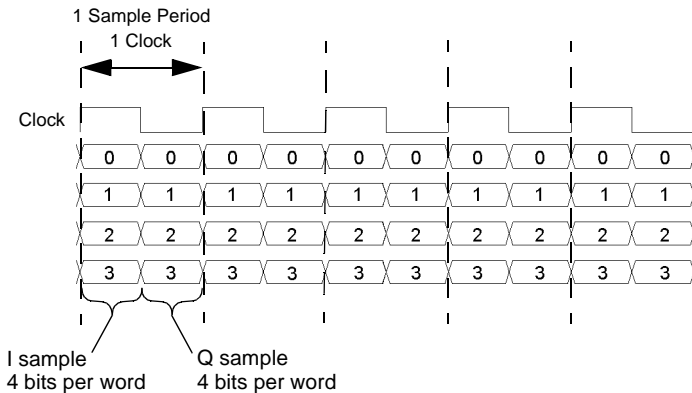 1 Sample Period
1 Clock
Clock
0 0 0 0 0 0 0 0 0 0
1 1 1 1 1 1 1 1 1 1
2 2 2 2 2 2 2 2 2 2
3 3 3 3 3 3 3 3 3 3
I sample
4 bits per word
Q sample
4 bits per word